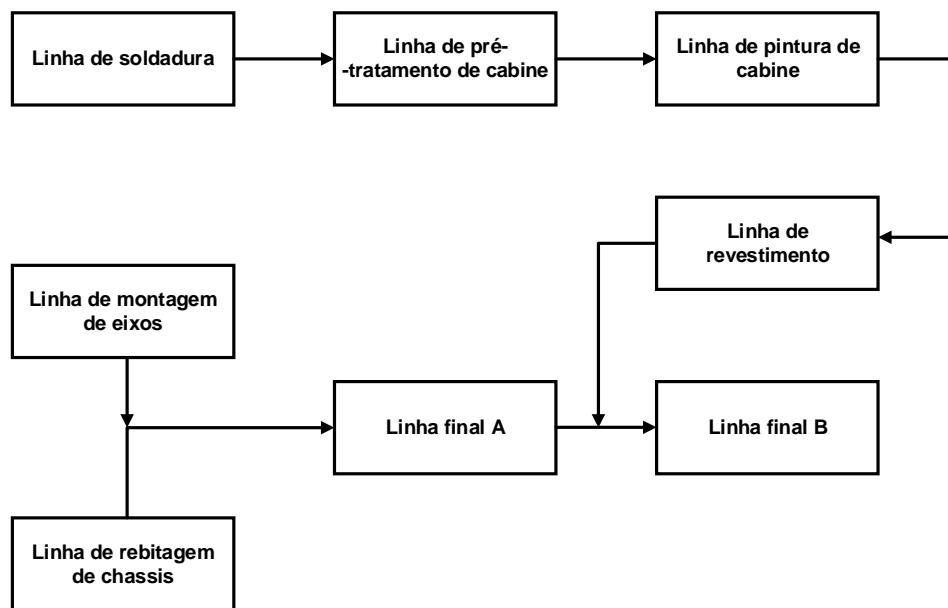 Linha de soldadura
Linha de pré-
-tratamento de cabine
Linha de pintura de
cabine
Linha de
revestimento
Linha de montagem
de eixos
Linha final A
Linha final B
Linha de rebitagem
de chassis